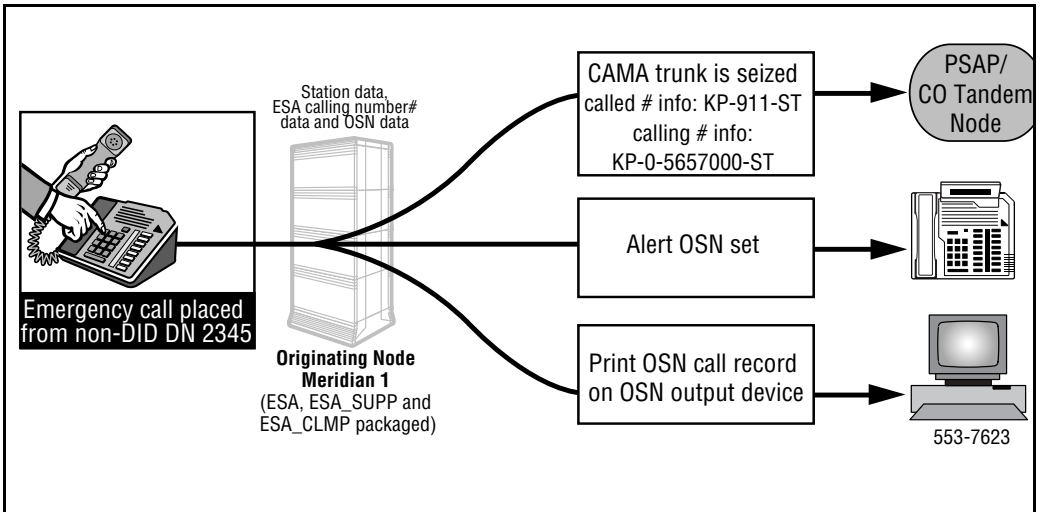 Emergency call placed
from non-DID DN 2345
Station data,
ESA calling number#
data and OSN data
Originating Node
Meridian 1
(ESA, ESA_SUPP and
ESA_CLMP packaged)
CAMA trunk is seized
called # info: KP-911-ST
calling # info:
KP-0-5657000-ST
PSAP/
CO Tandem
Node
Alert OSN set
Print OSN call record
on OSN output device
553-7623